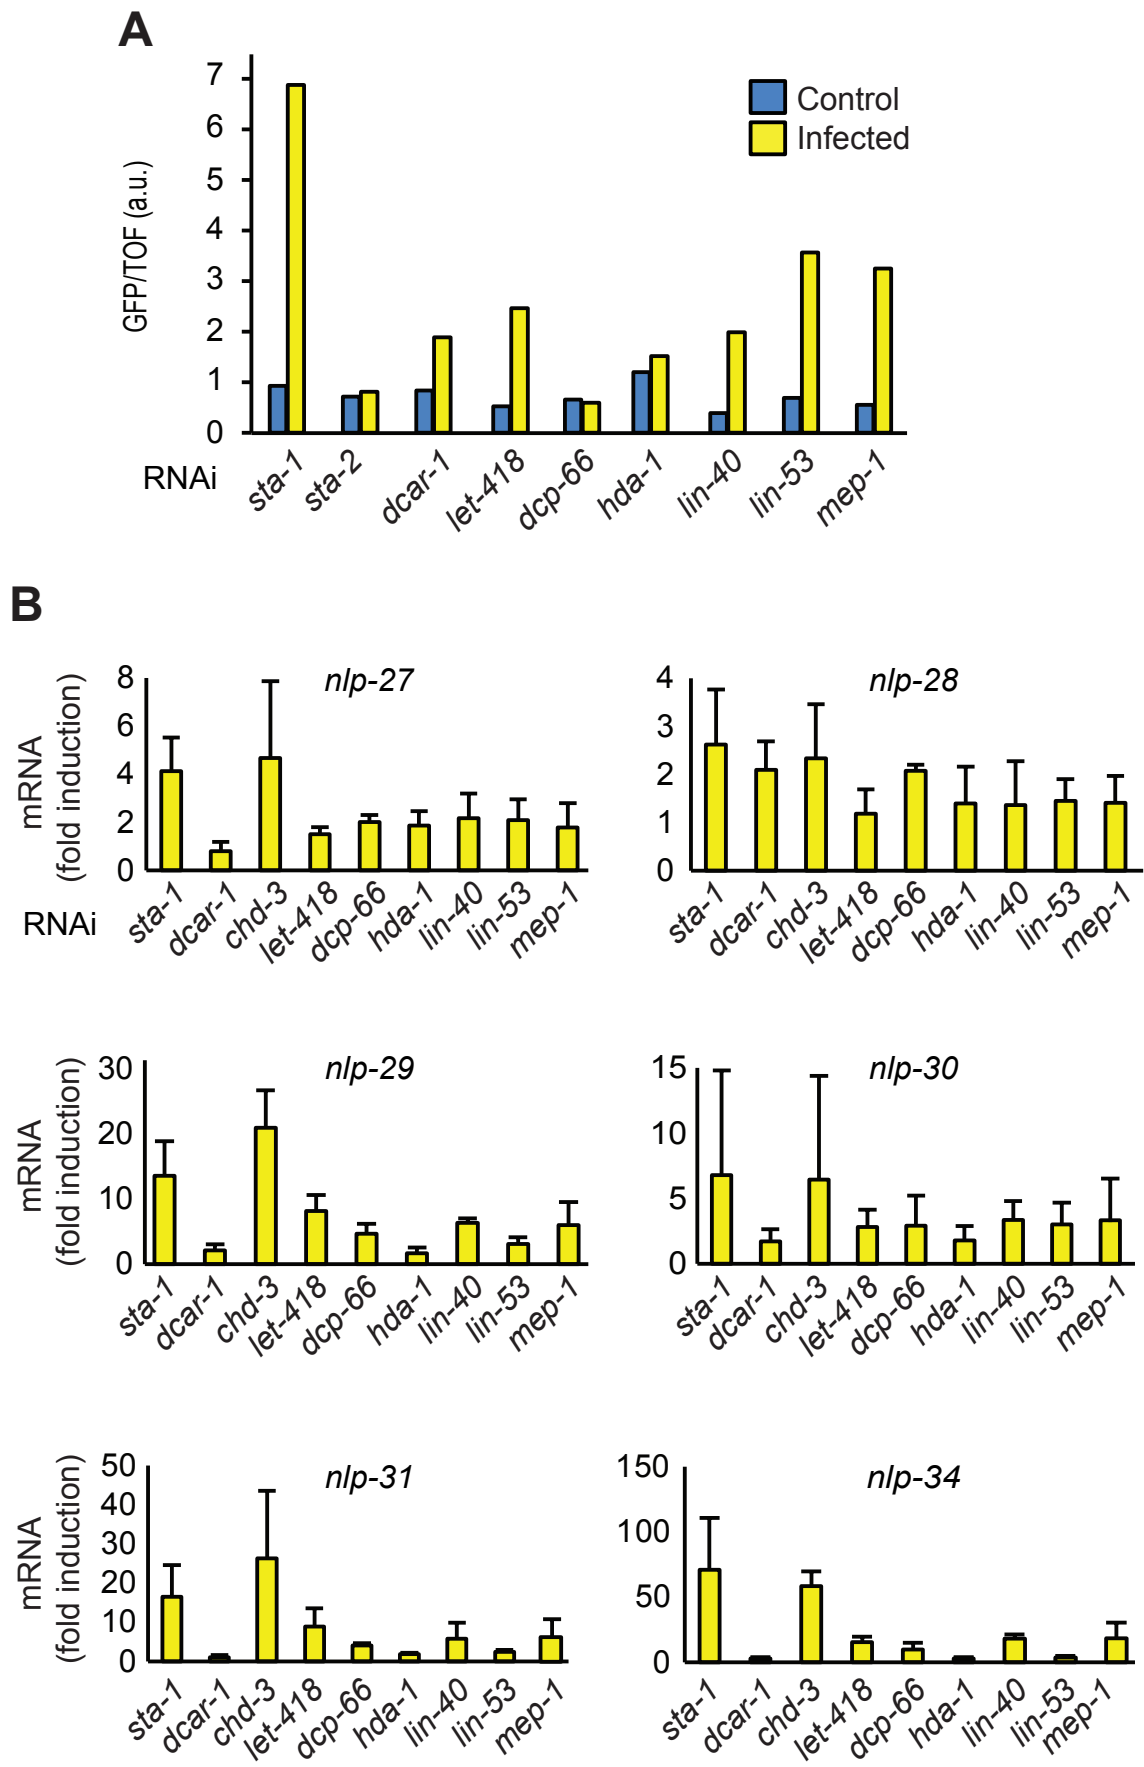 A
GFP/TOF (a.u.)
7
6
5
4
3
2
1
0
Control
Infected
RNAi
sta-1
sta-2
dcar-1
let-418
dcp-66
hda-1
lin-40
lin-53
mep-1
B
mRNA
(fold induction)
8
6
4
2
0
nlp-27
RNAi
sta-1
dcar-1
chd-3
let-418
dcp-66
hda-1
lin-40
lin-53
mep-1
4
3
2
1
0
nlp-28
sta-1
dcar-1
chd-3
let-418
dcp-66
hda-1
lin-40
lin-53
mep-1
mRNA
(fold induction)
30
20
10
0
nlp-29
sta-1
dcar-1
chd-3
let-418
dcp-66
hda-1
lin-40
lin-53
mep-1
15
10
5
0
nlp-30
sta-1
dcar-1
chd-3
let-418
dcp-66
hda-1
lin-40
lin-53
mep-1
mRNA
(fold induction)
50
40
30
20
10
0
nlp-31
sta-1
dcar-1
chd-3
let-418
dcp-66
hda-1
lin-40
lin-53
mep-1
150
100
50
0
nlp-34
sta-1
dcar-1
chd-3
let-418
dcp-66
hda-1
lin-40
lin-53
mep-1